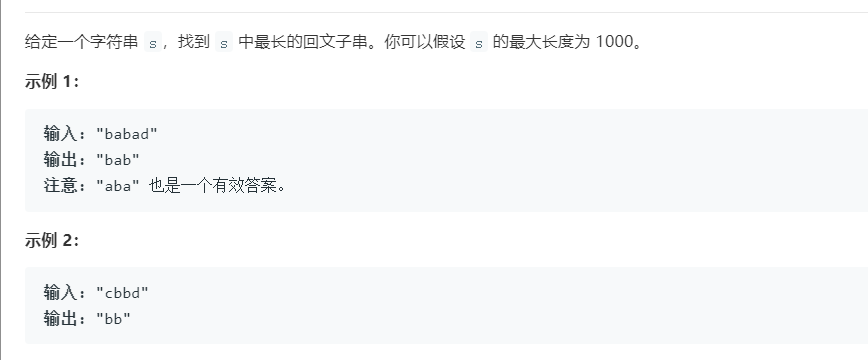 给定一个字符串 s，找到 s 中最长的回文子串。你可以假设 s 的最大长度为 1000。
示例 1：
输入: "babad"
输出: "bab"
注意: "aba" 也是一个有效答案。
示例 2：
输入: "cbbd"
输出: "bb"